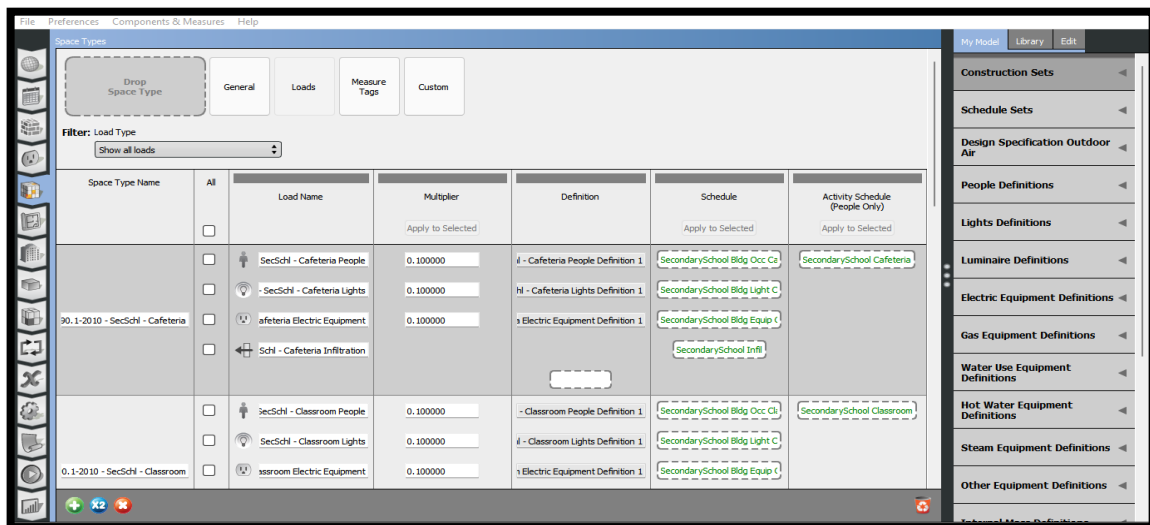 File Preferences Components & Measures Help
Space Types
My Model Library Edit
Drop
Space Type
General
Loads
Measure
Tags
Custom
Filter: Load Type
Show all loads
Space Type Name
All
Load Name
Multiplier
Definition
Schedule
Activity Schedule
(People Only)
Apply to Selected
Apply to Selected
Apply to Selected
SecSchl - Cafeteria People
0.100000
l - Cafeteria People Definition 1
SecondarySchool Bldg Occ Ca
SecondarySchool Cafeteria
- SecSchl - Cafeteria Lights
0.100000
hl - Cafeteria Lights Definition 1
SecondarySchool Bldg Light C
90.1-2010 - SecSchl - Cafeteria
afeteria Electric Equipment
0.100000
Electric Equipment Definition 1
SecondarySchool Bldg Equip
Schl - Cafeteria Infiltration
SecondarySchool Infil
SecSchl - Classroom People
0.100000
- Classroom People Definition 1
SecondarySchool Bldg Occ Cla
SecondarySchool Classroom
SecSchl - Classroom Lights
0.100000
l - Classroom Lights Definition 1
SecondarySchool Bldg Light C
0.1-2010 - SecSchl - Classroom
assroom Electric Equipment
0.100000
Electric Equipment Definition 1
SecondarySchool Bldg Equip
X2
Construction Sets
Schedule Sets
Design Specification Outdoor
Air
People Definitions
Lights Definitions
Luminaire Definitions
Electric Equipment Definitions
Gas Equipment Definitions
Water Use Equipment
Definitions
Hot Water Equipment
Definitions
Steam Equipment Definitions
Other Equipment Definitions
Internal Mass Definitions